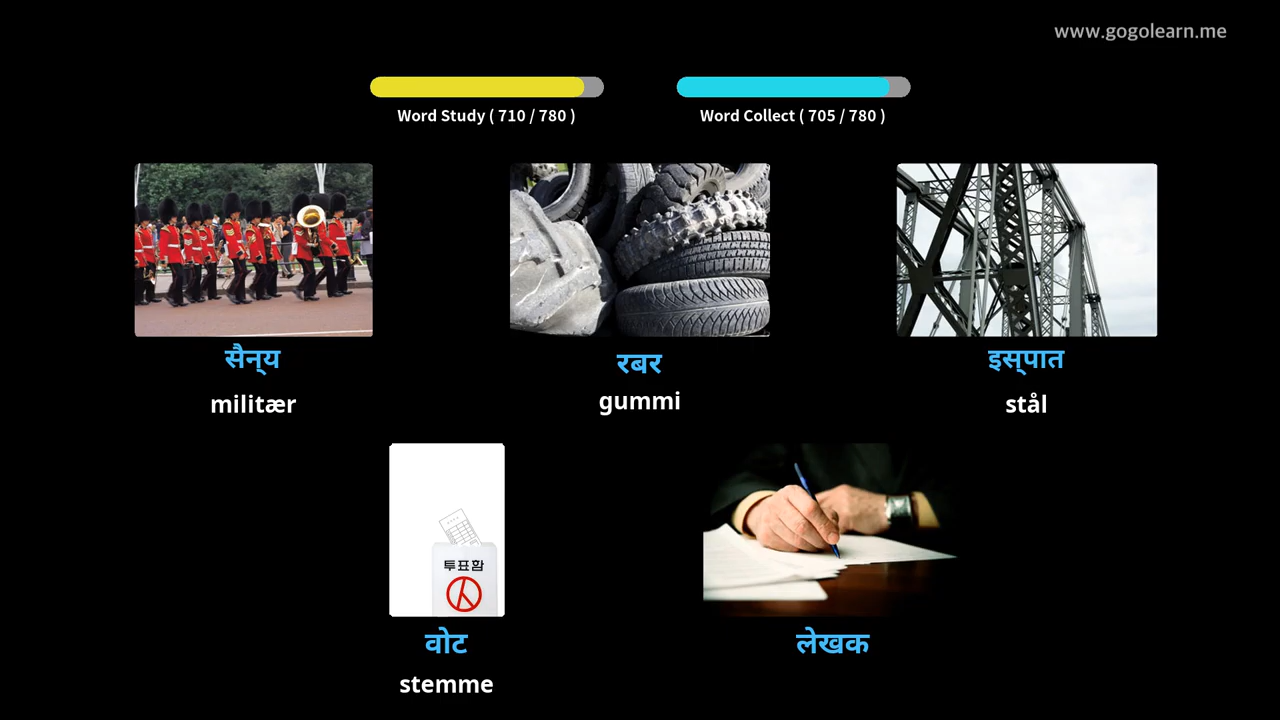 www.gogolearn.me
Word Study ( 710 / 780 )
Word Collect ( 705 / 780 )
सैन्य
रबर
इस्पात
militær
gummi
stål
투표함
वोट
लेखक
stemme